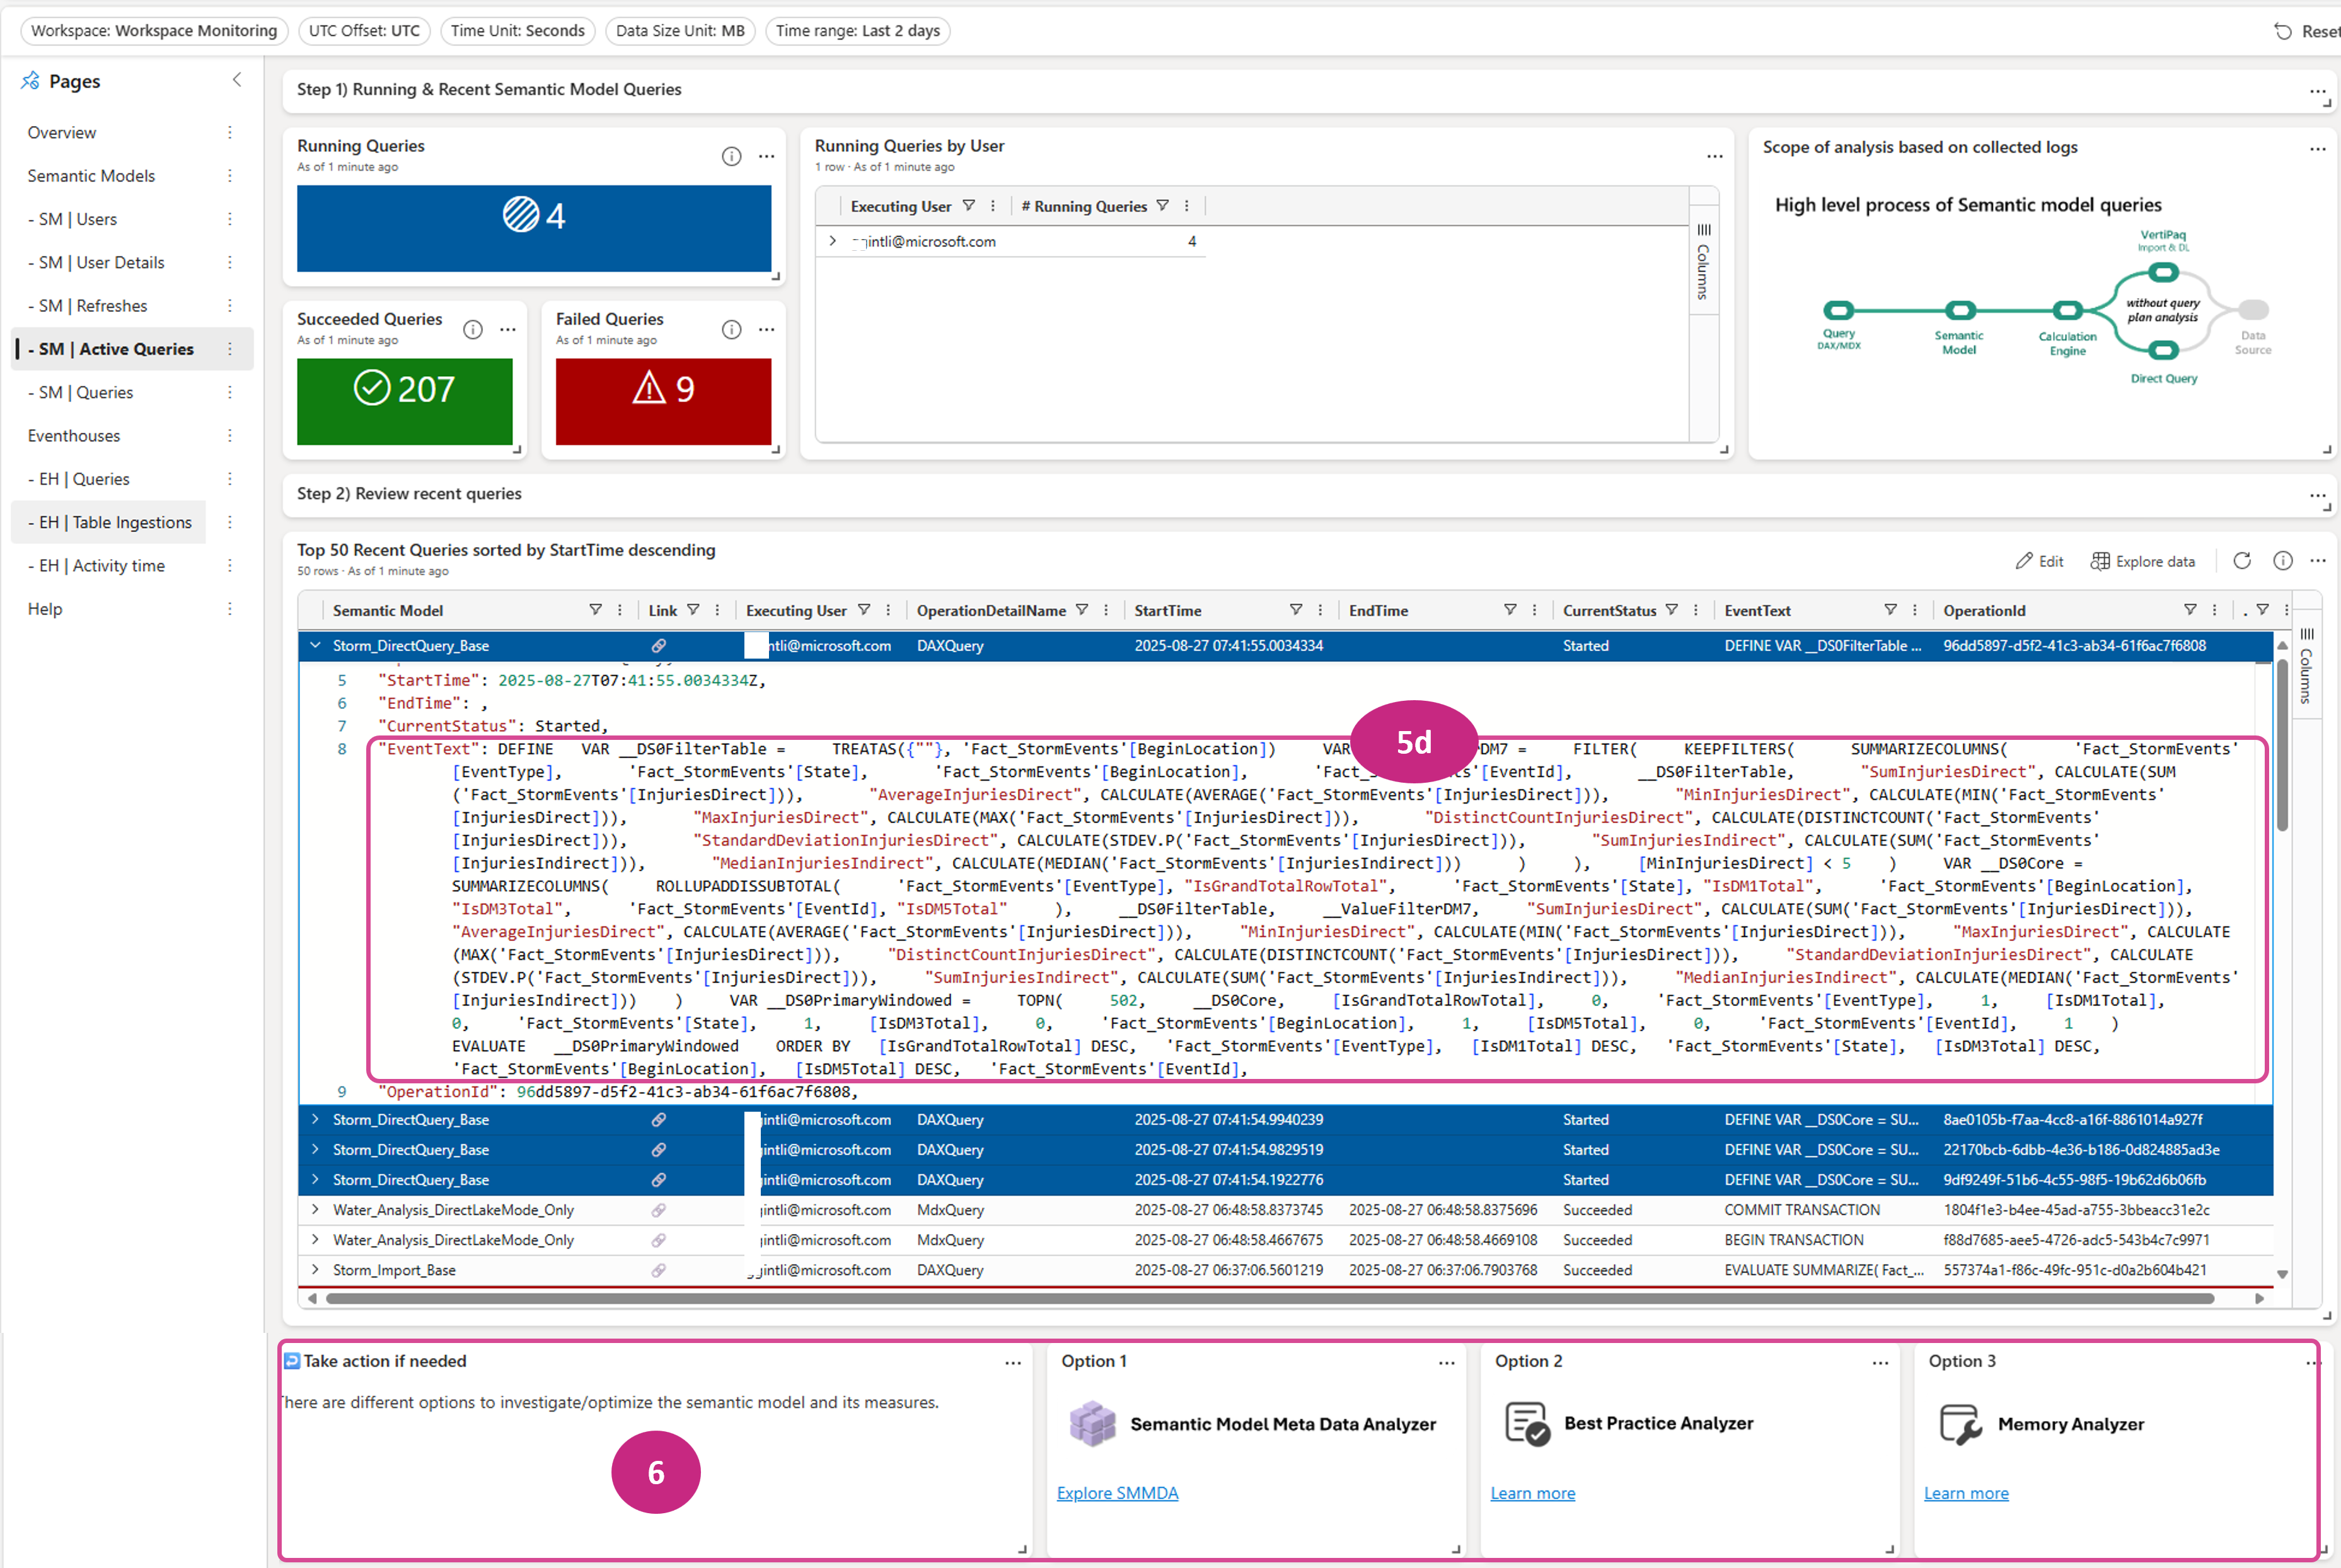 Workspace: Workspace Monitoring
UTC Offset: UTC
Time Unit: Seconds
Data Size Unit: MB
Time range: Last 2 days
Reset
Pages
Overview
Semantic Models
- SM | Users
- SM | User Details
- SM | Refreshes
- SM | Active Queries
- SM | Queries
Eventhouses
- EH | Queries
- EH | Table Ingestions
- EH | Activity time
Help
Step 1) Running & Recent Semantic Model Queries
Running Queries
As of 1 minute ago
4
Succeeded Queries
As of 1 minute ago
207
Failed Queries
As of 1 minute ago
9
Running Queries by User
1 row · As of 1 minute ago
Executing User # Running Queries
intli@microsoft.com 4
Columns
Scope of analysis based on collected logs
High level process of Semantic model queries
VertiPaq
Import & DL
without query
plan analysis
Query
DAX/MDX
Semantic
Model
Calculation
Engine
Data
Source
Direct Query
Step 2) Review recent queries
Top 50 Recent Queries sorted by StartTime descending
50 rows · As of 1 minute ago
Edit
Explore data
Semantic Model Link Executing User OperationDetailName StartTime EndTime CurrentStatus EventText OperationId .
Columns
Storm_DirectQuery_Base ntli@microsoft.com DAXQuery 2025-08-27 07:41:55.0034334 Started DEFINE VAR __DS0FilterTable ... 96dd5897-d5f2-41c3-ab34-61f6ac7f6808
5 "StartTime": 2025-08-27T07:41:55.0034334Z,
6 "EndTime": ,
7 "CurrentStatus": Started,
8 "EventText": DEFINE VAR __DS0FilterTable = TREATAS({""}, 'Fact_StormEvents'[BeginLocation]) VAR DM7 = FILTER( KEEPFILTERS( SUMMARIZECOLUMNS( 'Fact_StormEvents'
5d
[EventType], 'Fact_StormEvents'[State], 'Fact_StormEvents'[BeginLocation], 'Fact_S s'[EventId], __DS0FilterTable, "SumInjuriesDirect", CALCULATE(SUM
('Fact_StormEvents'[InjuriesDirect])), "AverageInjuriesDirect", CALCULATE(AVERAGE('Fact_StormEvents'[InjuriesDirect])), "MinInjuriesDirect", CALCULATE(MIN('Fact_StormEvents'
[InjuriesDirect])), "MaxInjuriesDirect", CALCULATE(MAX('Fact_StormEvents'[InjuriesDirect])), "DistinctCountInjuriesDirect", CALCULATE(DISTINCTCOUNT('Fact_StormEvents'
[InjuriesDirect])), "StandardDeviationInjuriesDirect", CALCULATE(STDEV.P('Fact_StormEvents'[InjuriesDirect])), "SumInjuriesIndirect", CALCULATE(SUM('Fact_StormEvents'
[InjuriesIndirect])), "MedianInjuriesIndirect", CALCULATE(MEDIAN('Fact_StormEvents'[InjuriesIndirect])) ) ), [MinInjuriesDirect] < 5 ) VAR __DS0Core =
SUMMARIZECOLUMNS( ROLLUPADDISSUBTOTAL( 'Fact_StormEvents'[EventType], "IsGrandTotalRowTotal", 'Fact_StormEvents'[State], "IsDM1Total", 'Fact_StormEvents'[BeginLocation],
"IsDM3Total", 'Fact_StormEvents'[EventId], "IsDM5Total" ), __DS0FilterTable, __ValueFilterDM7, "SumInjuriesDirect", CALCULATE(SUM('Fact_StormEvents'[InjuriesDirect])),
"AverageInjuriesDirect", CALCULATE(AVERAGE('Fact_StormEvents'[InjuriesDirect])), "MinInjuriesDirect", CALCULATE(MIN('Fact_StormEvents'[InjuriesDirect])), "MaxInjuriesDirect", CALCULATE
(MAX('Fact_StormEvents'[InjuriesDirect])), "DistinctCountInjuriesDirect", CALCULATE(DISTINCTCOUNT('Fact_StormEvents'[InjuriesDirect])), "StandardDeviationInjuriesDirect", CALCULATE
(STDEV.P('Fact_StormEvents'[InjuriesDirect])), "SumInjuriesIndirect", CALCULATE(SUM('Fact_StormEvents'[InjuriesIndirect])), "MedianInjuriesIndirect", CALCULATE(MEDIAN('Fact_StormEvents'
[InjuriesIndirect])) ) VAR __DS0PrimaryWindowed = TOPN( 502, __DS0Core, [IsGrandTotalRowTotal], 0, 'Fact_StormEvents'[EventType], 1, [IsDM1Total],
0, 'Fact_StormEvents'[State], 1, [IsDM3Total], 0, 'Fact_StormEvents'[BeginLocation], 1, [IsDM5Total], 0, 'Fact_StormEvents'[EventId], 1 )
EVALUATE __DS0PrimaryWindowed ORDER BY [IsGrandTotalRowTotal] DESC, 'Fact_StormEvents'[EventType], [IsDM1Total] DESC, 'Fact_StormEvents'[State], [IsDM3Total] DESC,
'Fact_StormEvents'[BeginLocation], [IsDM5Total] DESC, 'Fact_StormEvents'[EventId],
9 "OperationId": 96dd5897-d5f2-41c3-ab34-61f6ac7f6808,
Storm_DirectQuery_Base intli@microsoft.com DAXQuery 2025-08-27 07:41:54.9940239 Started DEFINE VAR __DS0Core = SU... 8ae0105b-f7aa-4cc8-a16f-8861014a927f
Storm_DirectQuery_Base intli@microsoft.com DAXQuery 2025-08-27 07:41:54.9829519 Started DEFINE VAR __DS0Core = SU... 22170bcb-6dbb-4e36-b186-0d824885ad3e
Storm_DirectQuery_Base intli@microsoft.com DAXQuery 2025-08-27 07:41:54.1922776 Started DEFINE VAR __DS0Core = SU... 9df9249f-51b6-4c55-98f5-19b62d6b06fb
Water_Analysis_DirectLakeMode_Only intli@microsoft.com MdxQuery 2025-08-27 06:48:58.8373745 2025-08-27 06:48:58.8375696 Succeeded COMMIT TRANSACTION 1804f1e3-b4ee-45ad-a755-3bbeacc31e2c
Water_Analysis_DirectLakeMode_Only intli@microsoft.com MdxQuery 2025-08-27 06:48:58.4667675 2025-08-27 06:48:58.4669108 Succeeded BEGIN TRANSACTION f88d7685-aee5-4726-adc5-543b4c7c9971
Storm_Import_Base intli@microsoft.com DAXQuery 2025-08-27 06:37:06.5601219 2025-08-27 06:37:06.7903768 Succeeded EVALUATE SUMMARIZE( Fact_... 557374a1-f86c-49fc-951c-d0a2b604b421
Take action if needed
There are different options to investigate/optimize the semantic model and its measures.
6
Option 1
Semantic Model Meta Data Analyzer
Explore SMMDA
Option 2
Best Practice Analyzer
Learn more
Option 3
Memory Analyzer
Learn more